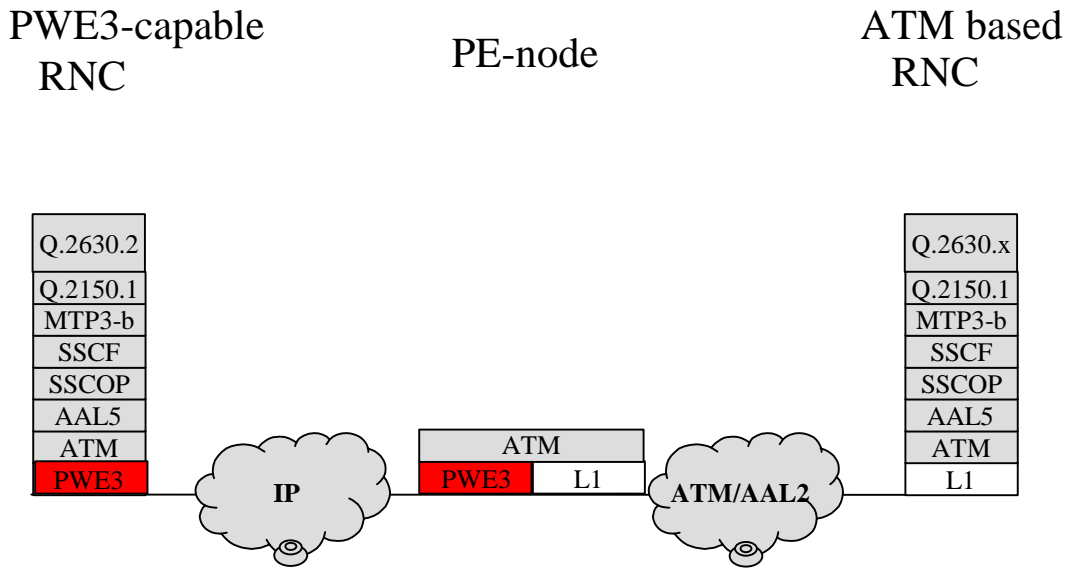 PWE3-capable
RNC
PE-node
ATM based
RNC
Q.2630.2
Q.2150.1
MTP3-b
SSCF
SSCOP
AAL5
ATM
PWE3
IP
ATM
PWE3
L1
ATM/AAL2
Q.2630.x
Q.2150.1
MTP3-b
SSCF
SSCOP
AAL5
ATM
L1